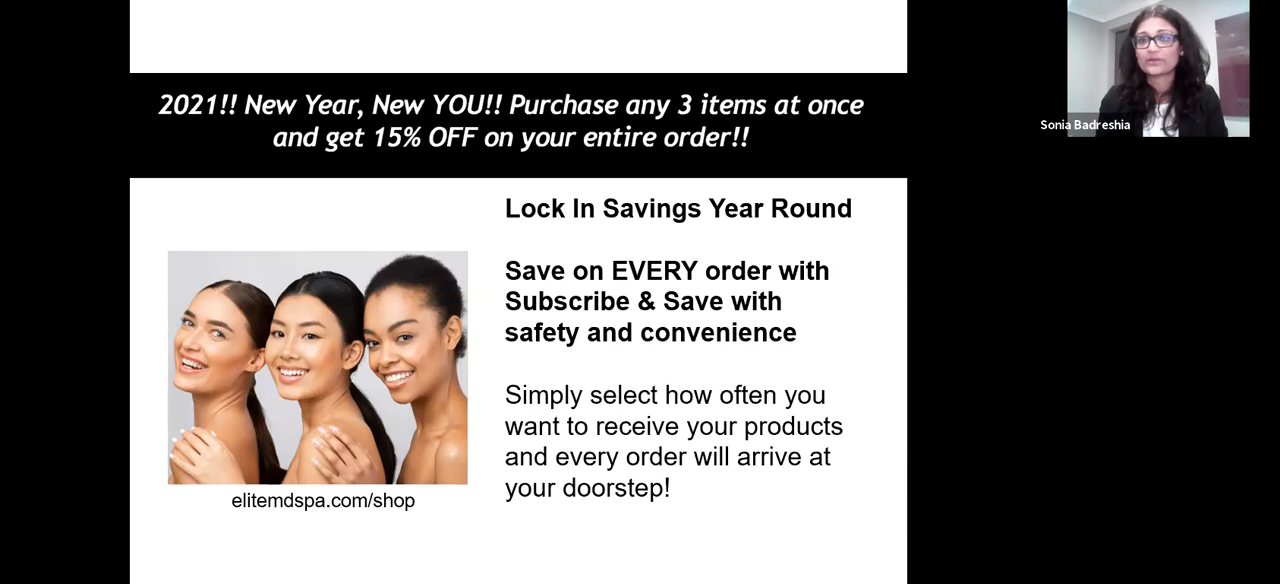 2021!! New Year, New YOU!! Purchase any 3 items at once
and get 15% OFF on your entire order!!
Sonia Badreshia
Lock In Savings Year Round
Save on EVERY order with
Subscribe & Save with
safety and convenience
Simply select how often you
want to receive your products
and every order will arrive at
your doorstep!
elitemdspa.com/shop